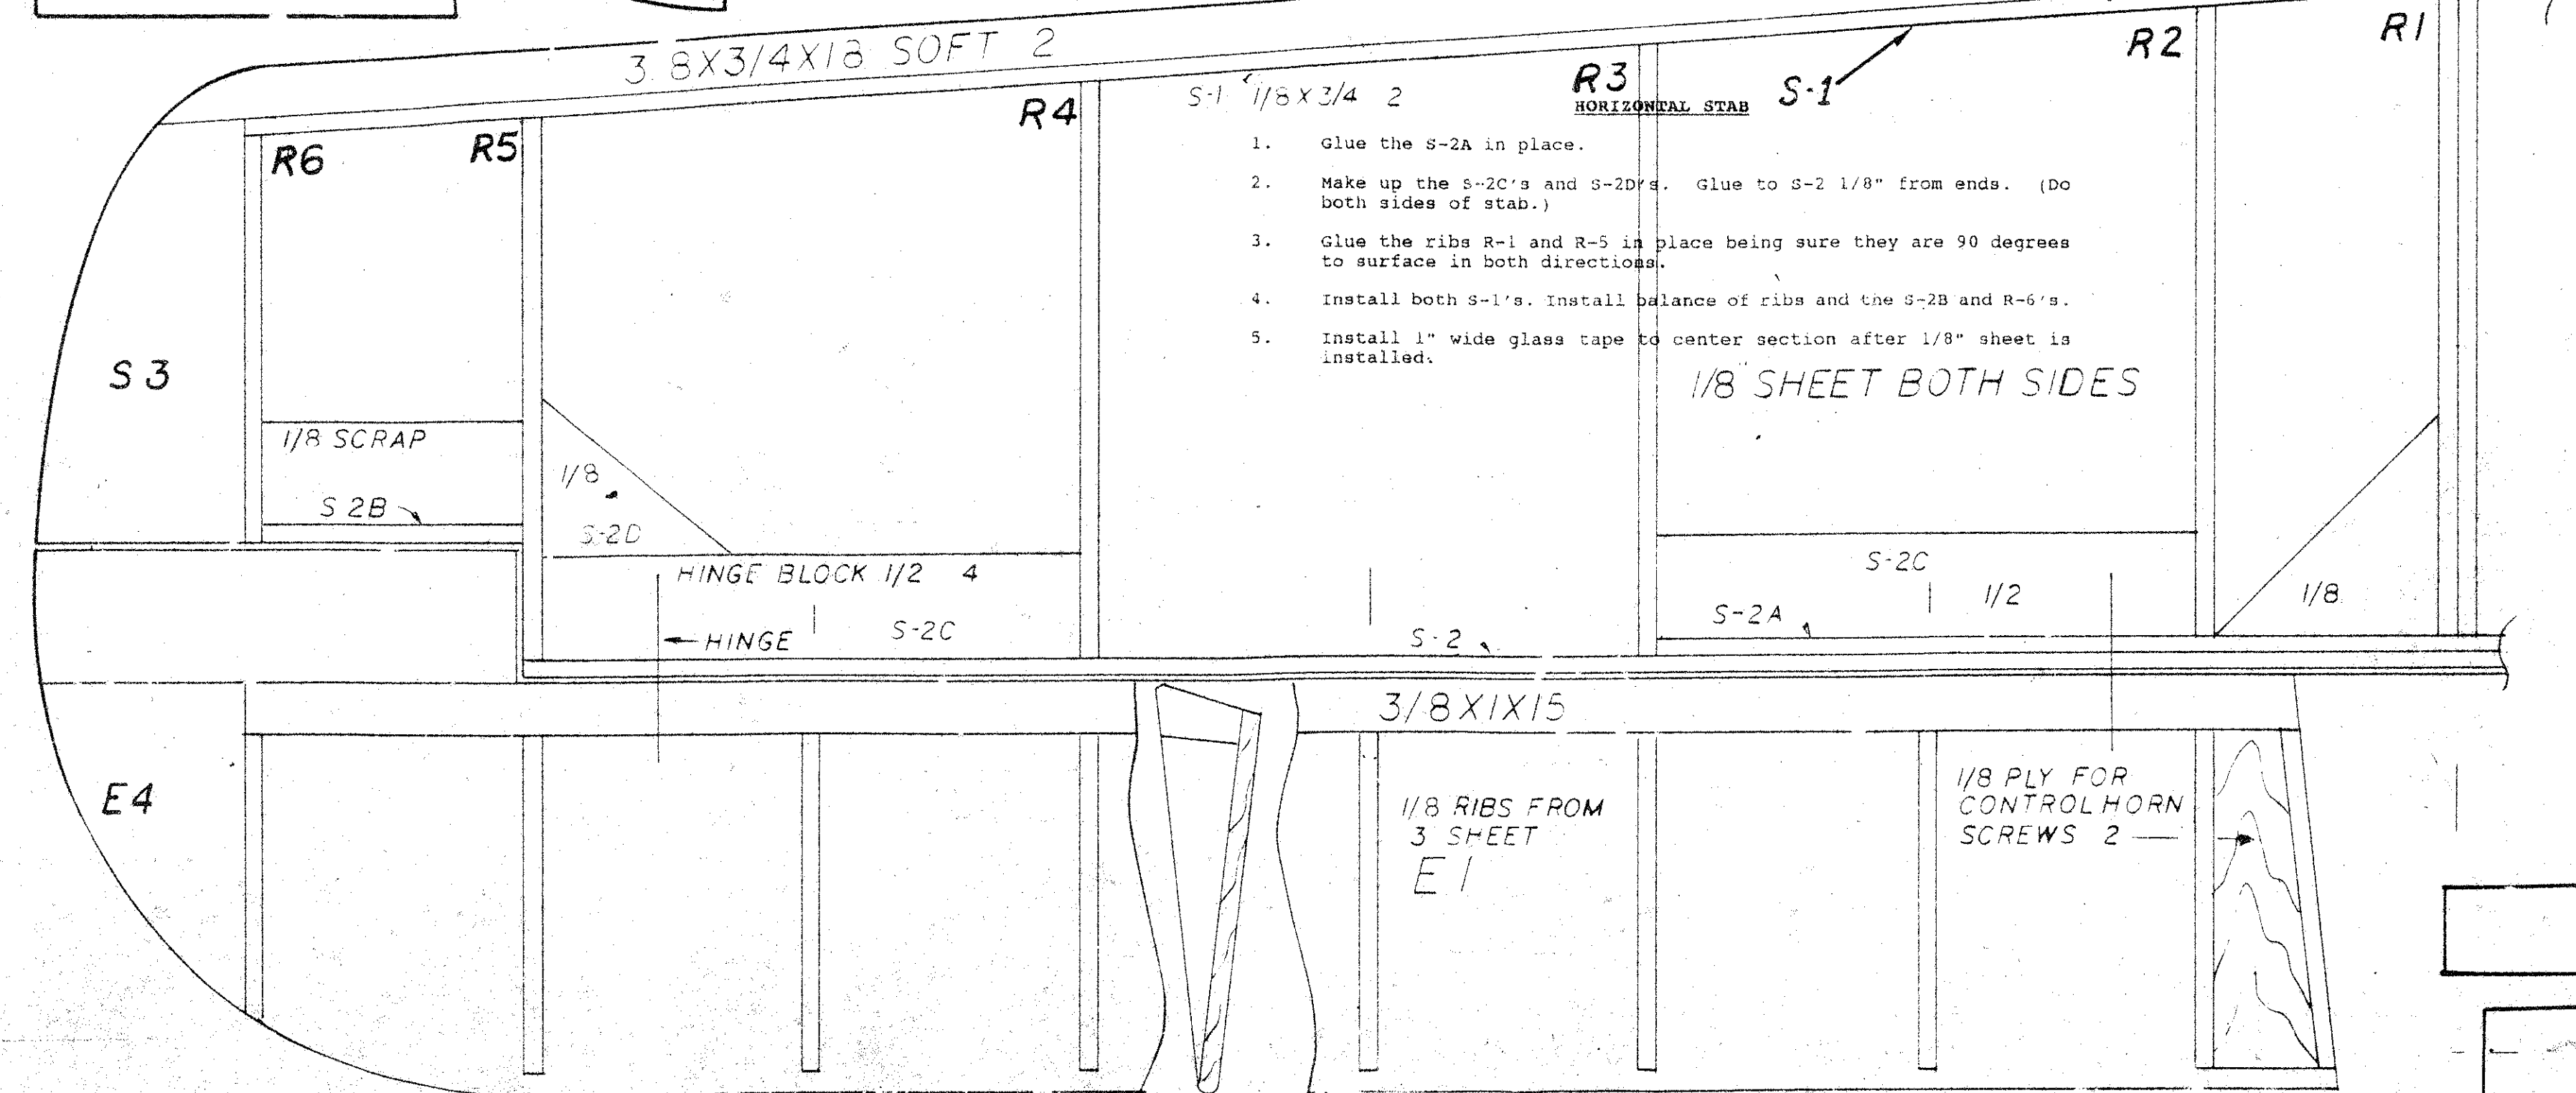 3 8X3/4X18 SOFT 2
R1
R2
R3
S-1
S-1 1/8 X 3/4 2
R4
R5
R6
HORIZONTAL STAB
1. Glue the S-2A in place.
2. Make up the S-2C's and S-2D's. Glue to S-2 1/8" from ends. (Do
both sides of stab.)
3. Glue the ribs R-1 and R-5 in place being sure they are 90 degrees
to surface in both directions.
4. Install both S-1's. Install balance of ribs and the S-2B and R-6's.
5. Install 1" wide glass tape to center section after 1/8" sheet is
installed.
1/8" SHEET BOTH SIDES
S 3
1/8 SCRAP
S 2B
1/8
S-2D
HINGE BLOCK 1/2 4
HINGE
S-2C
S-2
S-2C
S-2A
1/2
1/8
3/8X1X15
E4
1/8 RIBS FROM
3 SHEET
E1
1/8 PLY FOR
CONTROL HORN
SCREWS 2